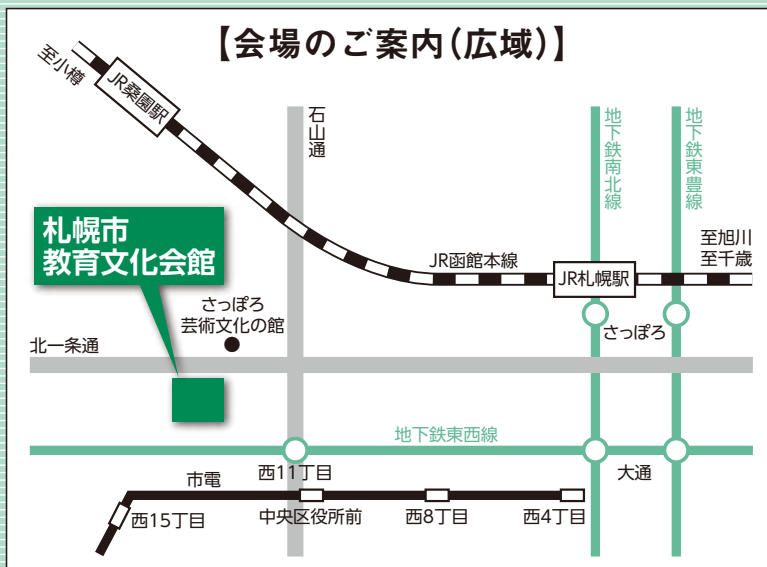 【会場のご案内(広域)】
至小樽
JR桑園駅
石山通
地下鉄南北線
地下鉄東豊線
札幌市
教育文化会館
至旭川
至千歳
JR函館本線
JR札幌駅
さっぽろ
芸術文化の館
さっぽろ
北一条通
地下鉄東西線
西11丁目
大通
市電
西15丁目
中央区役所前
西8丁目
西4丁目